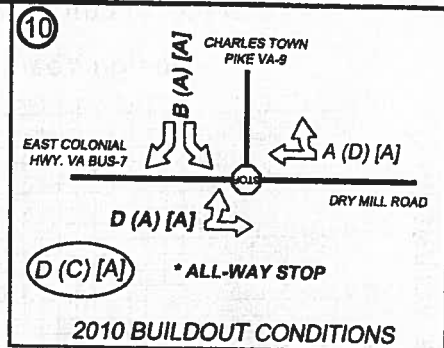 10
CHARLES TOWN
PIKE VA-9
B (A) [A]
EAST COLONIAL
HWY. VA BUS-7
A (D) [A]
STOP
DRY MILL ROAD
D (A) [A]
D (C) [A]
* ALL-WAY STOP
2010 BUILDOUT CONDITIONS